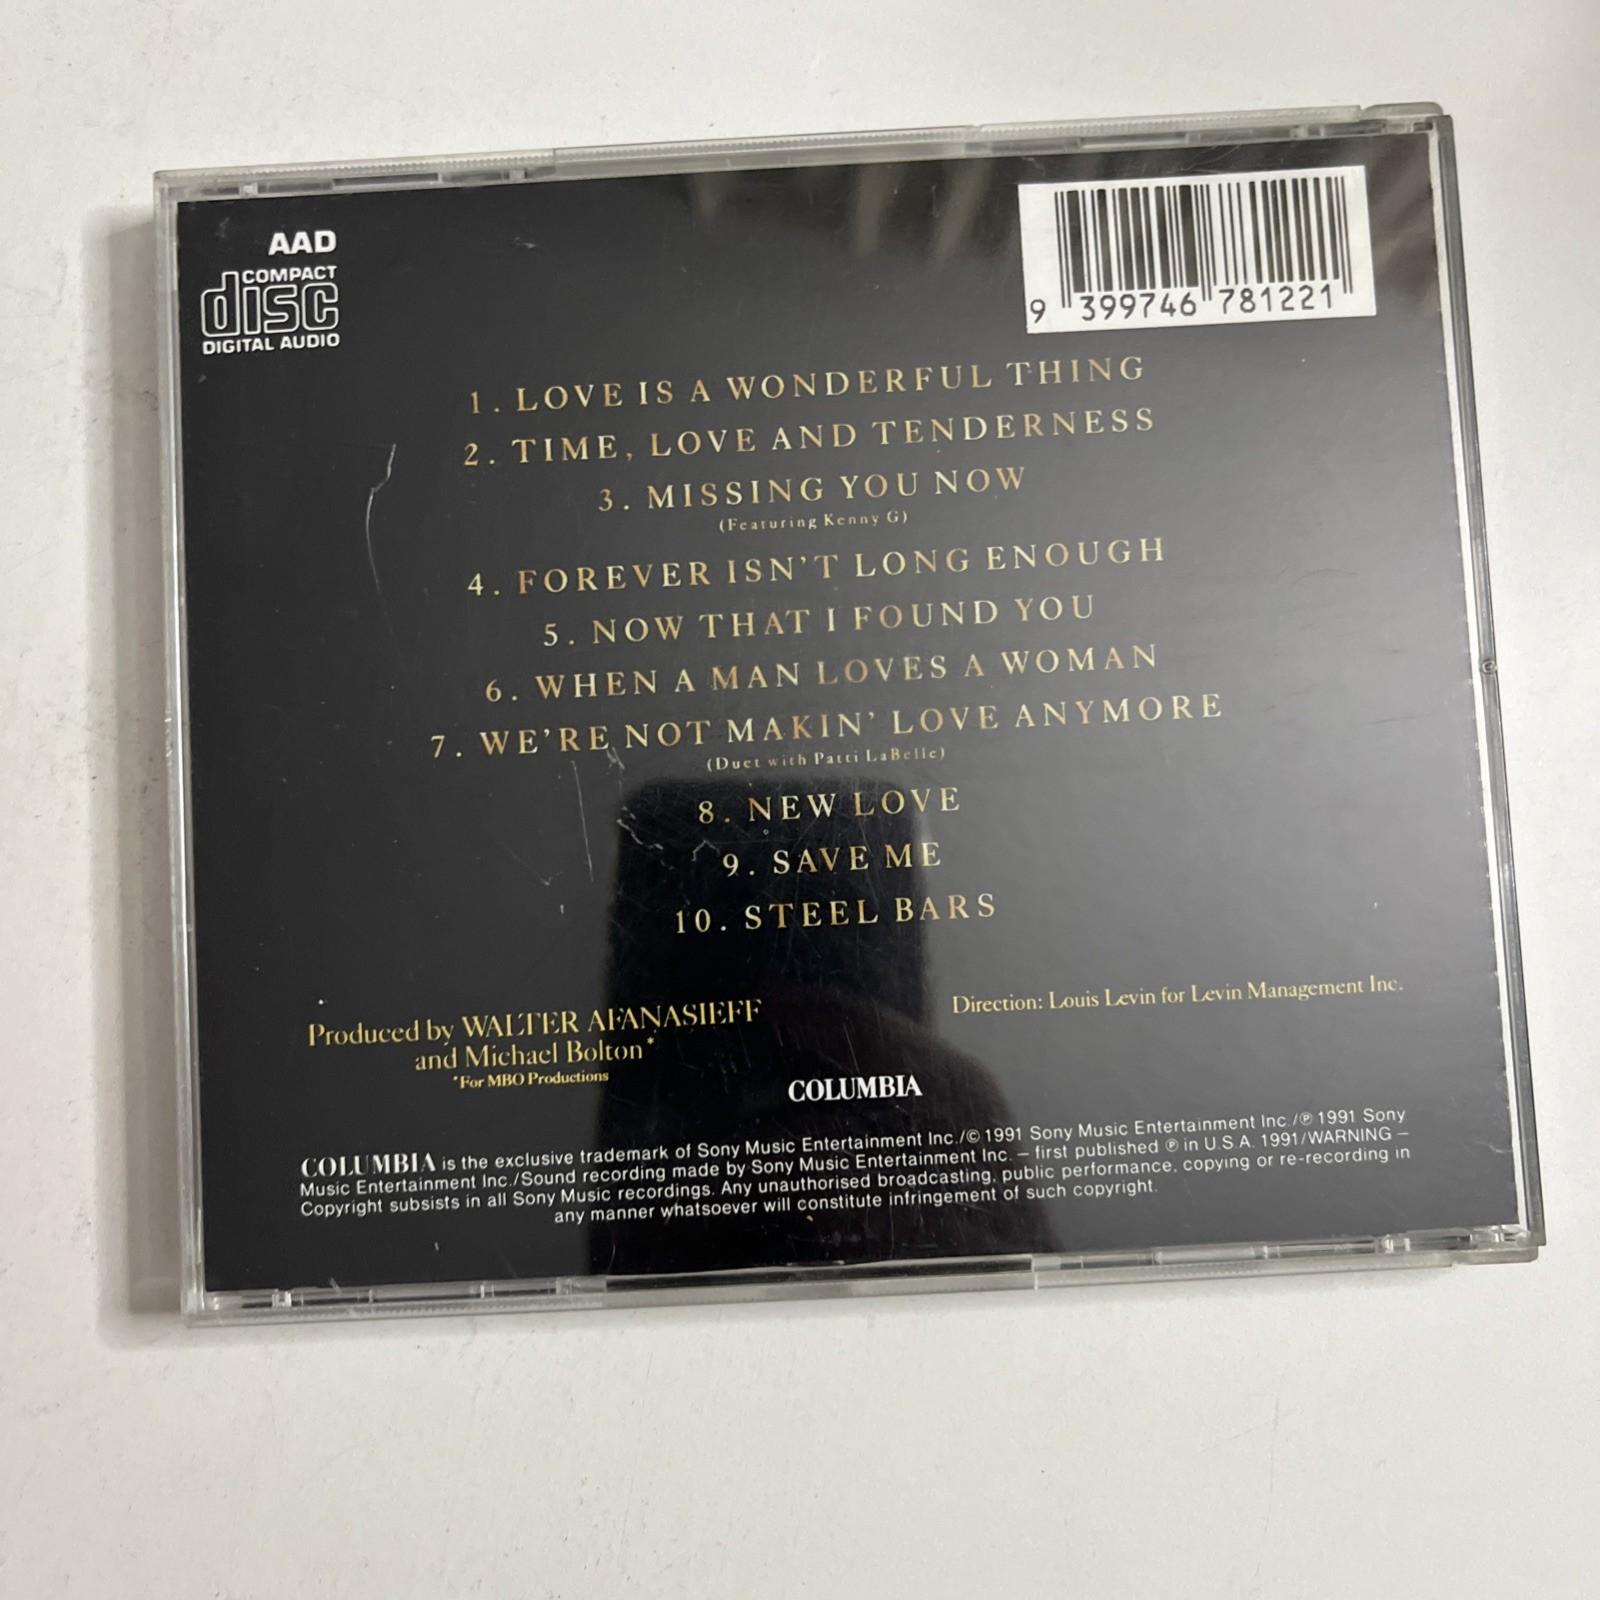 AAD
COMPACT
disc
DIGITAL AUDIO
9 399746 781221
1. LOVE IS A WONDERFUL THING
2. TIME, LOVE AND TENDERNESS
3. MISSING YOU NOW
(Featuring Kenny G)
4. FOREVER ISN'T LONG ENOUGH
5. NOW THAT I FOUND YOU
6. WHEN A MAN LOVES A WOMAN
7. WE'RE NOT MAKIN' LOVE ANYMORE
(Duet with Patti LaBelle)
8. NEW LOVE
9. SAVE ME
10. STEEL BARS
Produced by WALTER AFANASIEFF
and Michael Bolton*
*For MBO Productions
Direction: Louis Levin for Levin Management Inc.
COLUMBIA
COLUMBIA is the exclusive trademark of Sony Music Entertainment Inc./© 1991 Sony Music Entertainment Inc./℗ 1991 Sony
Music Entertainment Inc./Sound recording made by Sony Music Entertainment Inc. – first published ℗ in U.S.A. 1991/WARNING –
Copyright subsists in all Sony Music recordings. Any unauthorised broadcasting, public performance, copying or re-recording in
any manner whatsoever will constitute infringement of such copyright.